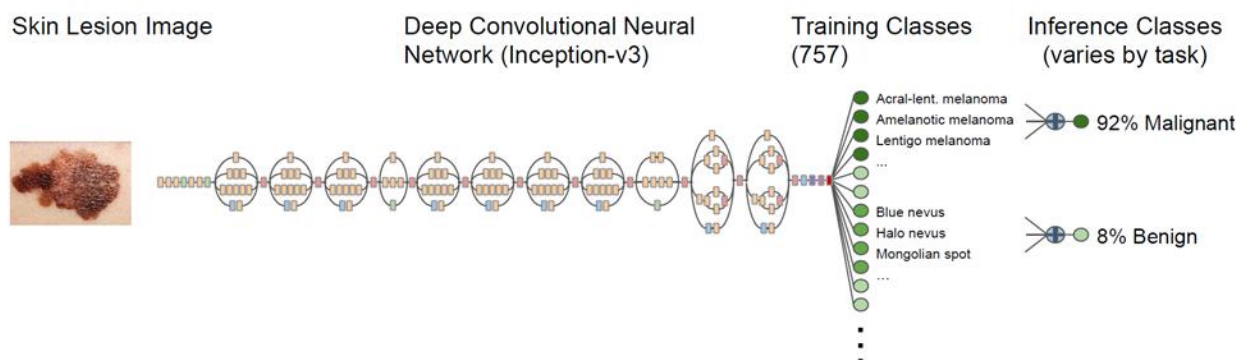 Skin Lesion Image
Deep Convolutional Neural
Network (Inception-v3)
Training Classes
(757)
Inference Classes
(varies by task)
Acral-lent. melanoma
Amelanotic melanoma
Lentigo melanoma
...
Blue nevus
Halo nevus
Mongolian spot
...
92% Malignant
8% Benign